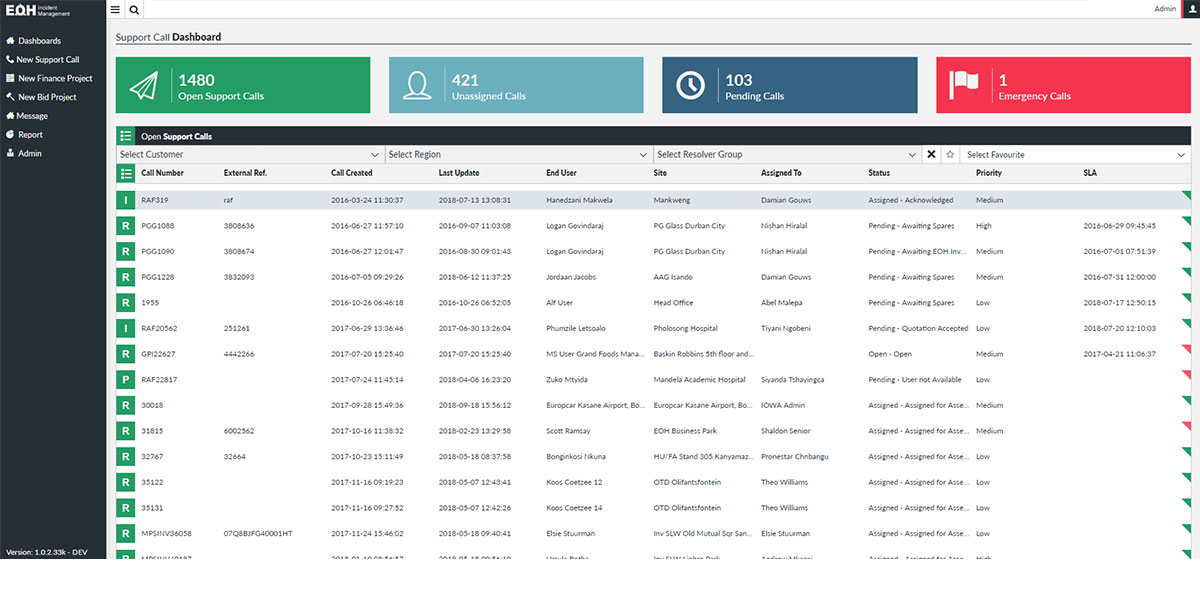 EOH Incident Management
Admin
Dashboards
New Support Call
New Finance Project
New Bid Project
Message
Report
Admin
Version: 1.0.2.33k - DEV
Support Call Dashboard
1480
Open Support Calls
421
Unassigned Calls
103
Pending Calls
1
Emergency Calls
Open Support Calls
Select Customer Select Region Select Resolver Group Select Favourite
Call Number External Ref. Call Created Last Update End User Site Assigned To Status Priority SLA
I RAF319 raf 2016-03-24 11:30:37 2018-07-13 13:08:31 Hanedzani Makwela Mankweng Damian Gouws Assigned - Acknowledged Medium
R PGG1088 3808636 2016-06-27 11:57:10 2016-09-07 11:03:08 Logan Govindaraj PG Glass Durban City Nishan Hiralal Pending - Awaiting Spares High 2016-06-29 09:45:45
R PGG1090 3808674 2016-06-27 12:01:47 2016-08-30 09:01:43 Logan Govindaraj PG Glass Durban City Nishan Hiralal Pending - Awaiting EOH Inv... Medium 2016-07-01 07:51:39
R PGG1228 3832093 2016-07-05 09:29:26 2018-06-12 11:37:25 Jordaan Jacobs AAG Isando Damian Gouws Pending - Awaiting Spares Medium 2016-07-31 12:00:00
R 1955 2016-10-26 06:46:18 2016-10-26 06:52:05 Alf User Head Office Abel Malepa Pending - Awaiting Spares Low 2018-07-17 12:50:15
I RAF20562 251261 2017-06-29 13:36:46 2017-06-30 13:26:04 Phumzile Letsoalo Pholosong Hospital Tiyani Ngobeni Pending - Quotation Accepted Low 2018-07-20 12:10:03
R GPI22627 4442266 2017-07-20 15:25:40 2017-07-20 15:25:40 MS User Grand Foods Mana... Baskin Robbins 5th floor and... Open - Open Medium 2017-04-21 11:06:37
P RAF22817 2017-07-24 11:45:14 2018-04-06 16:23:20 Zuko Mtyida Mandela Academic Hospital Siyanda Tshayingca Pending - User not Available Low
R 30018 2017-09-28 15:49:36 2018-09-18 15:56:12 Europcar Kasane Airport, Bo... Europcar Kasane Airport, Bo... IOWA Admin Assigned - Assigned for Asse... Medium
R 31815 6002562 2017-10-16 11:38:32 2018-02-23 13:29:58 Scott Ramsay EOH Business Park Shaldon Senior Assigned - Assigned for Asse... Medium
R 32767 32664 2017-10-23 15:11:49 2018-05-18 08:37:58 Bonginkosi Nkuna HU/FA Stand 305 Kanyamaz... Pronestar Chnbangu Assigned - Assigned for Asse... Low
R 35122 2017-11-16 09:19:23 2018-05-07 12:43:41 Koos Coetzee 12 OTD Olifantsfontein Theo Williams Assigned - Assigned for Asse... Low
R 35131 2017-11-16 09:27:52 2018-05-07 12:42:26 Koos Coetzee 14 OTD Olifantsfontein Theo Williams Assigned - Assigned for Asse... Low
R MPSINV36058 07Q8BJFG40001HT 2017-11-24 15:46:02 2018-05-18 09:40:41 Elsie Stuurman Inv SLW Old Mutual Sqr San... Elsie Stuurman Assigned - Assigned for Asse... Low